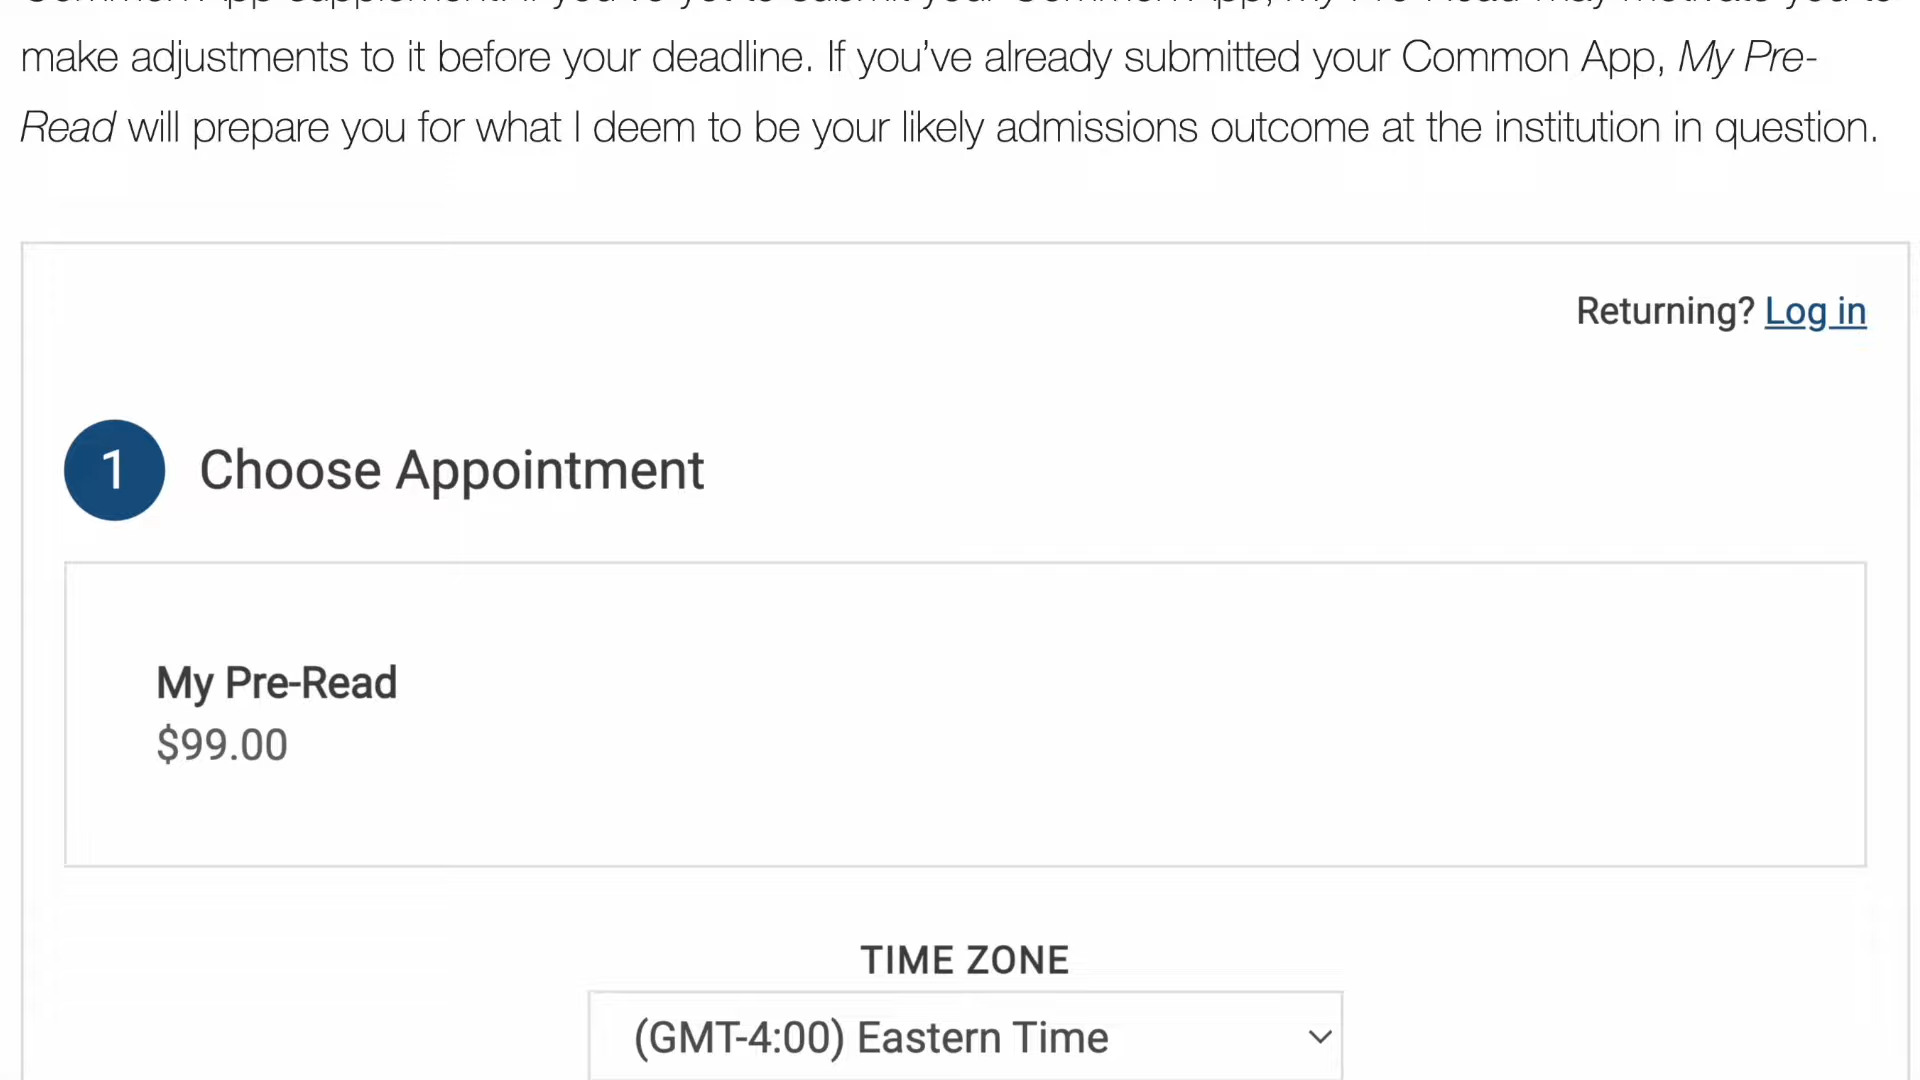 make adjustments to it before your deadline. If you’ve already submitted your Common App, My Pre-
Read will prepare you for what I deem to be your likely admissions outcome at the institution in question.
Returning? Log in
1 Choose Appointment
My Pre-Read
$99.00
TIME ZONE
(GMT-4:00) Eastern Time